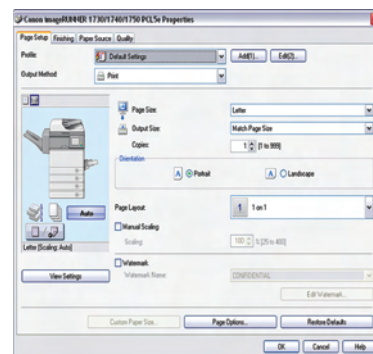 Canon imageRUNNER 1730/1740/1750 PCL5e Properties
Page Setup Finishing Paper Source Quality
Profile: Default Settings Add(1)... Edit(2)...
Output Method: Print
Page Size: Letter
Output Size: Match Page Size
Copies: 1 [1 to 999]
Orientation
A Portrait A Landscape
Auto
Page Layout: 1 1 on 1
Manual Scaling
Scaling: 100 % [25 to 400]
Letter [Scaling: Auto]
Watermark
View Settings Watermark Name: CONFIDENTIAL
Edit Watermark...
Custom Paper Size... Page Options... Restore Defaults
OK Cancel Help